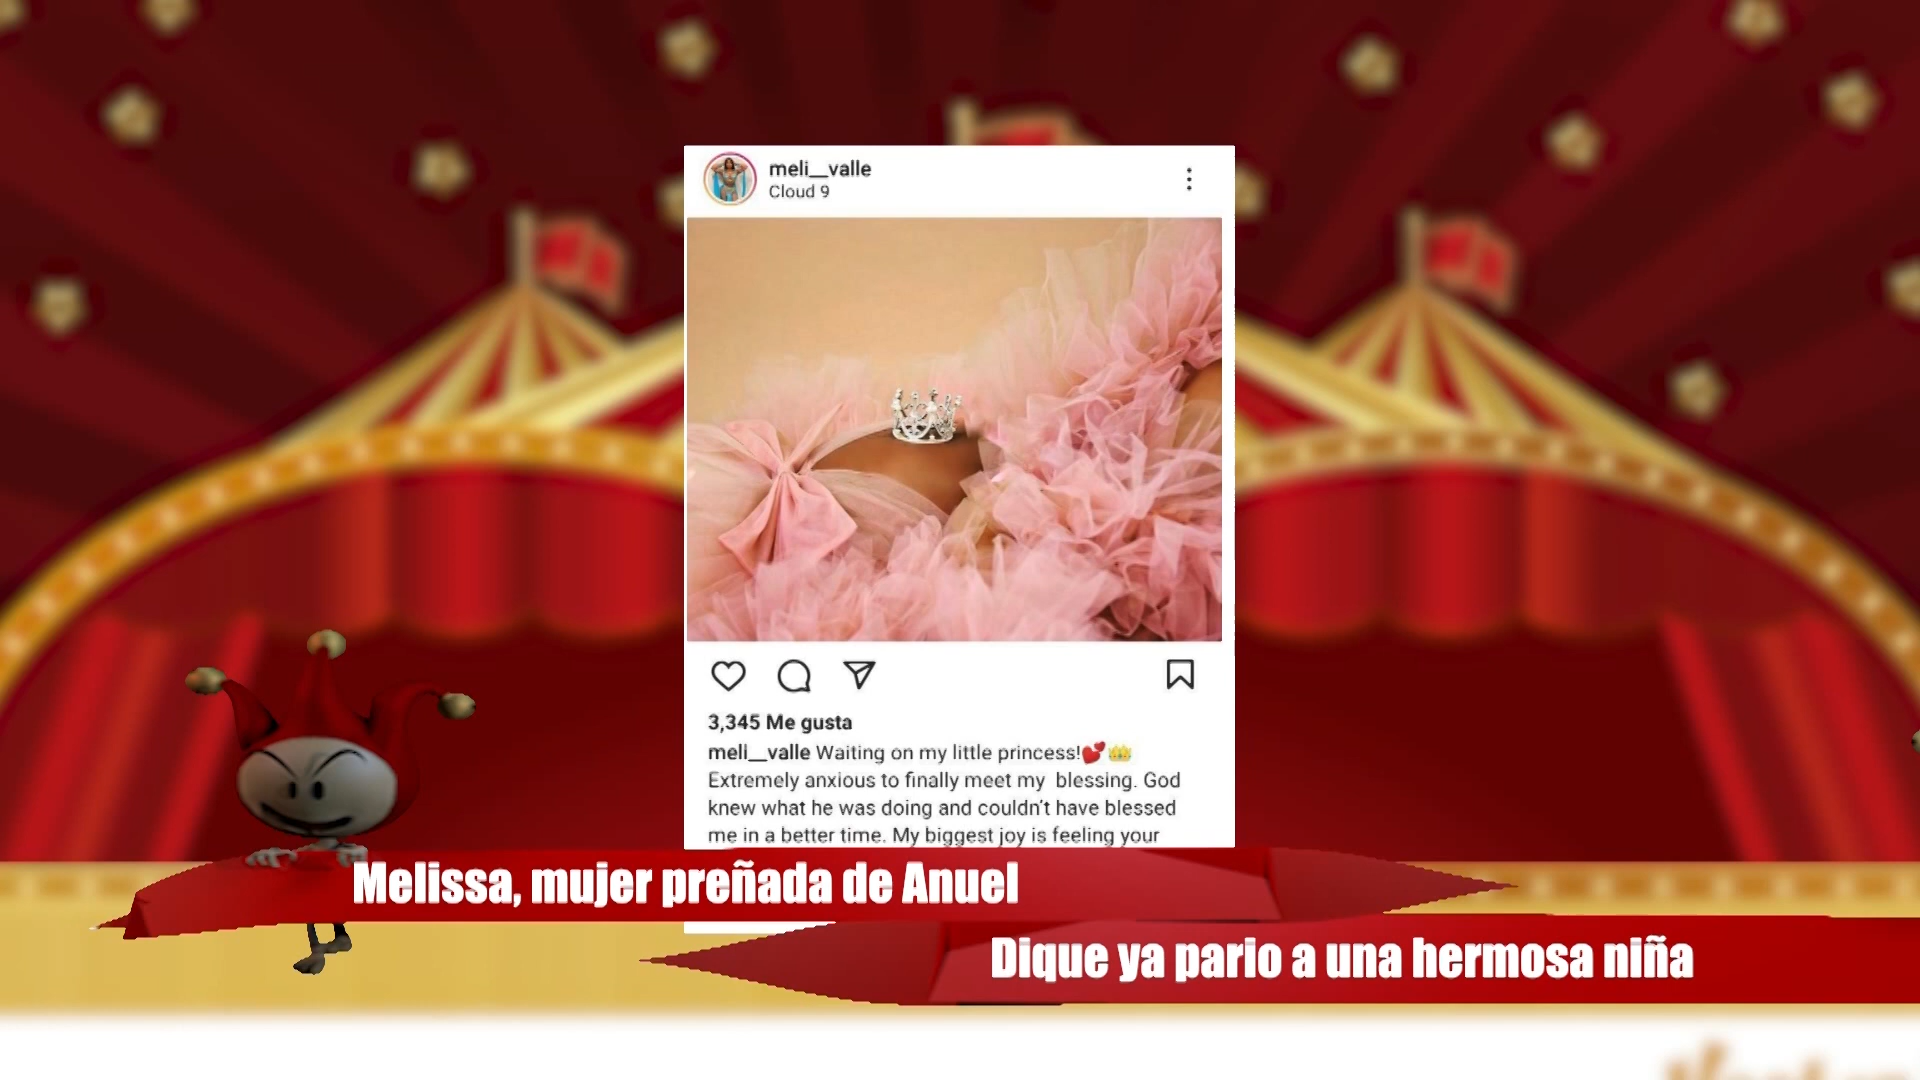 meli__valle
Cloud 9
3,345 Me gusta
meli__valle Waiting on my little princess!💕👑
Extremely anxious to finally meet my blessing. God
knew what he was doing and couldn't have blessed
me in a better time. My biggest joy is feeling your
Melissa, mujer preñada de Anuel
Dique ya pario a una hermosa niña